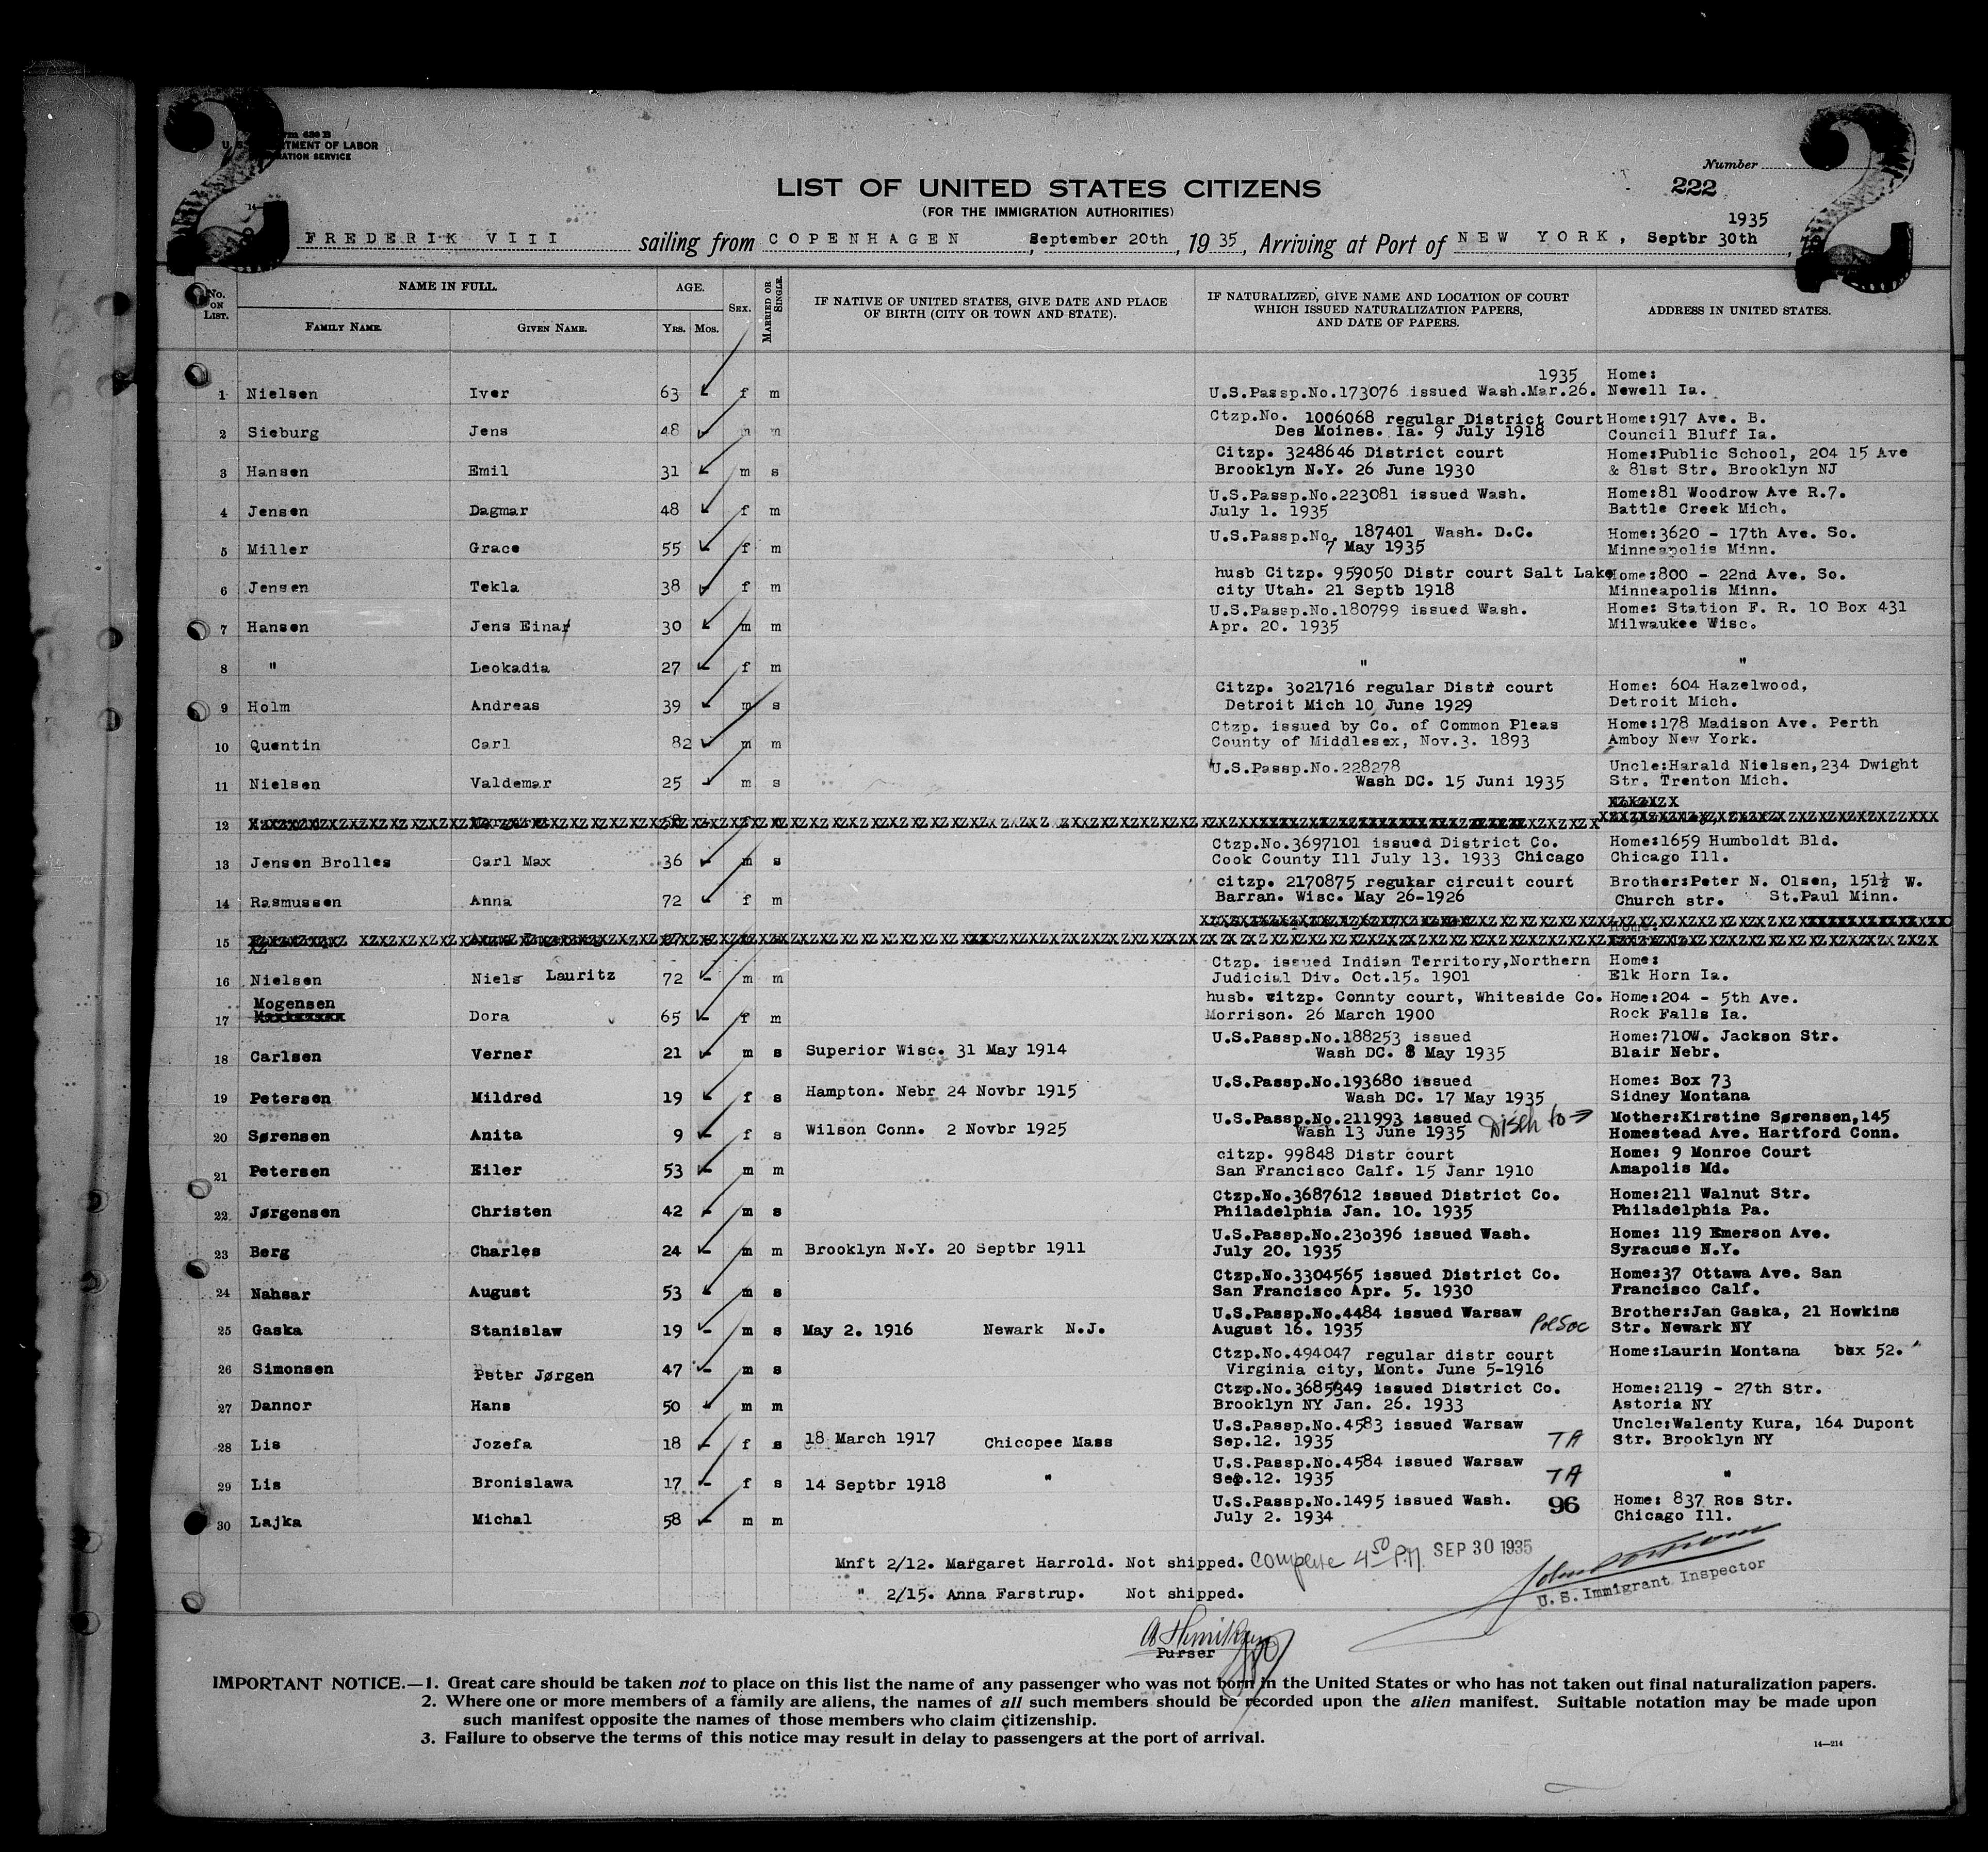 2 2
rm 630 B
U. S. DEPARTMENT OF LABOR
IMMIGRATION SERVICE
Number
222
LIST OF UNITED STATES CITIZENS
(FOR THE IMMIGRATION AUTHORITIES)
1935
FREDERIK VIII sailing from COPENHAGEN, September 20th, 1935, Arriving at Port of NEW YORK, Septbr 30th, 19
No. ON LIST. NAME IN FULL. AGE. SEX. MARRIED OR SINGLE. IF NATIVE OF UNITED STATES, GIVE DATE AND PLACE OF BIRTH (CITY OR TOWN AND STATE). IF NATURALIZED, GIVE NAME AND LOCATION OF COURT WHICH ISSUED NATURALIZATION PAPERS, AND DATE OF PAPERS. ADDRESS IN UNITED STATES.
FAMILY NAME. GIVEN NAME. YRS. MOS.
1935 Home:
1 Nielsen Iver 63 f m U.S.Passp.No.173076 issued Wash.Mar.26. Newell Ia.
Ctzp.No. 1006068 regular District Court Home:917 Ave. B.
2 Sieburg Jens 48 m m Des Moines. Ia. 9 July 1918 Council Bluff Ia.
Citzp. 3248646 District court Home:Public School, 204 15 Ave
3 Hansen Emil 31 m s Brooklyn N.Y. 26 June 1930 & 81st Str. Brooklyn NJ
U.S.Passp.No.223081 issued Wash. Home:81 Woodrow Ave R.7.
4 Jensen Dagmar 48 f m July 1. 1935 Battle Creek Mich.
U.S.Passp.No. 187401 Wash. D.C. Home:3620 - 17th Ave. So.
5 Miller Grace 55 f m 7 May 1935 Minneapolis Minn.
husb Citzp. 959050 Distr court Salt Lake Home:800 - 22nd Ave. So.
6 Jensen Tekla 38 f m city Utah. 21 Septb 1918 Minneapolis Minn.
U.S.Passp.No.180799 issued Wash. Home: Station F. R. 10 Box 431
7 Hansen Jens Einar 30 m m Apr. 20. 1935 Milwaukee Wisc.
8 " Leokadia 27 f m " "
Citzp. 3021716 regular Distr court Home: 604 Hazelwood,
9 Holm Andreas 39 m s Detroit Mich 10 June 1929 Detroit Mich.
Ctzp. issued by Co. of Common Pleas Home:178 Madison Ave. Perth
10 Quentin Carl 82 m m County of Middlesex, Nov.3. 1893 Amboy New York.
U.S.Passp.No.228278 Uncle:Harald Nielsen,234 Dwight
11 Nielsen Valdemar 25 m s Wash DC. 15 Juni 1935 Str. Trenton Mich.
12
Ctzp.No.3697101 issued District Co. Home:1659 Humboldt Bld.
13 Jensen Brolles Carl Max 36 m s Cook County Ill July 13. 1933 Chicago Chicago Ill.
citzp. 2170875 regular circuit court Brother:Peter N. Olsen, 151½ W.
14 Rasmussen Anna 72 f m Barran. Wisc. May 26-1926 Church str. St.Paul Minn.
15
Ctzp. issued Indian Territory,Northern Home:
16 Nielsen Niels Lauritz 72 m m Judicial Div. Oct.15. 1901 Elk Horn Ia.
Mogensen husb. citzp. Connty court, Whiteside Co. Home:204 - 5th Ave.
17 Dora 65 f m Morrison. 26 March 1900 Rock Falls Ia.
U.S.Passp.No.188253 issued Home:710W. Jackson Str.
18 Carlsen Verner 21 m s Superior Wisc. 31 May 1914 Wash DC. 8 May 1935 Blair Nebr.
U.S.Passp.No.193680 issued Home: Box 73
19 Petersen Mildred 19 f s Hampton. Nebr 24 Novbr 1915 Wash DC. 17 May 1935 Sidney Montana
U.S.Passp.No.211993 issued Disch to → Mother:Kirstine Sørensen,145
20 Sørensen Anita 9 f s Wilson Conn. 2 Novbr 1925 Wash 13 June 1935 Homestead Ave. Hartford Conn.
citzp. 99848 Distr court Home: 9 Monroe Court
21 Petersen Eiler 53 m m San Francisco Calf. 15 Janr 1910 Amapolis Md.
Ctzp.No.3687612 issued District Co. Home:211 Walnut Str.
22 Jørgensen Christen 42 m s Philadelphia Jan. 10. 1935 Philadelphia Pa.
U.S.Passp.No.230396 issued Wash. Home: 119 Emerson Ave.
23 Berg Charles 24 m m Brooklyn N.Y. 20 Septbr 1911 July 20. 1935 Syracuse N.Y.
Ctzp.No.3304565 issued District Co. Home:37 Ottawa Ave. San
24 Nahsar August 53 m s San Francisco Apr. 5. 1930 Francisco Calf.
U.S.Passp.No.4484 issued Warsaw Brother:Jan Gaska, 21 Howkins
25 Gaska Stanislaw 19 m s May 2. 1916 Newark N.J. August 16. 1935 PolSoc Str. Newark NY
Ctzp.No.494047 regular distr court Home:Laurin Montana box 52.
26 Simonsen Peter Jørgen 47 m s Virginia city, Mont. June 5-1916
Ctzp.No.3685849 issued District Co. Home:2119 - 27th Str.
27 Dannor Hans 50 m m Brooklyn NY Jan. 26. 1933 Astoria NY
U.S.Passp.No.4583 issued Warsaw Uncle:Walenty Kura, 164 Dupont
28 Lis Jozefa 18 f s 18 March 1917 Chicopee Mass Sep.12. 1935 TA Str. Brooklyn NY
U.S.Passp.No.4584 issued Warsaw
29 Lis Bronislawa 17 f s 14 Septbr 1918 " Sep.12. 1935 TA "
U.S.Passp.No.1495 issued Wash. 96 Home: 837 Ros Str.
30 Lajka Michal 58 m m July 2. 1934 Chicago Ill.
Mnft 2/12. Margaret Harrold. Not shipped. Complete 4 50 P.M. SEP 30 1935
" 2/15. Anna Farstrup. Not shipped.
U. S. Immigrant Inspector
Purser
IMPORTANT NOTICE.—1. Great care should be taken not to place on this list the name of any passenger who was not born in the United States or who has not taken out final naturalization papers.
2. Where one or more members of a family are aliens, the names of all such members should be recorded upon the alien manifest. Suitable notation may be made upon
such manifest opposite the names of those members who claim citizenship.
3. Failure to observe the terms of this notice may result in delay to passengers at the port of arrival.
14—214